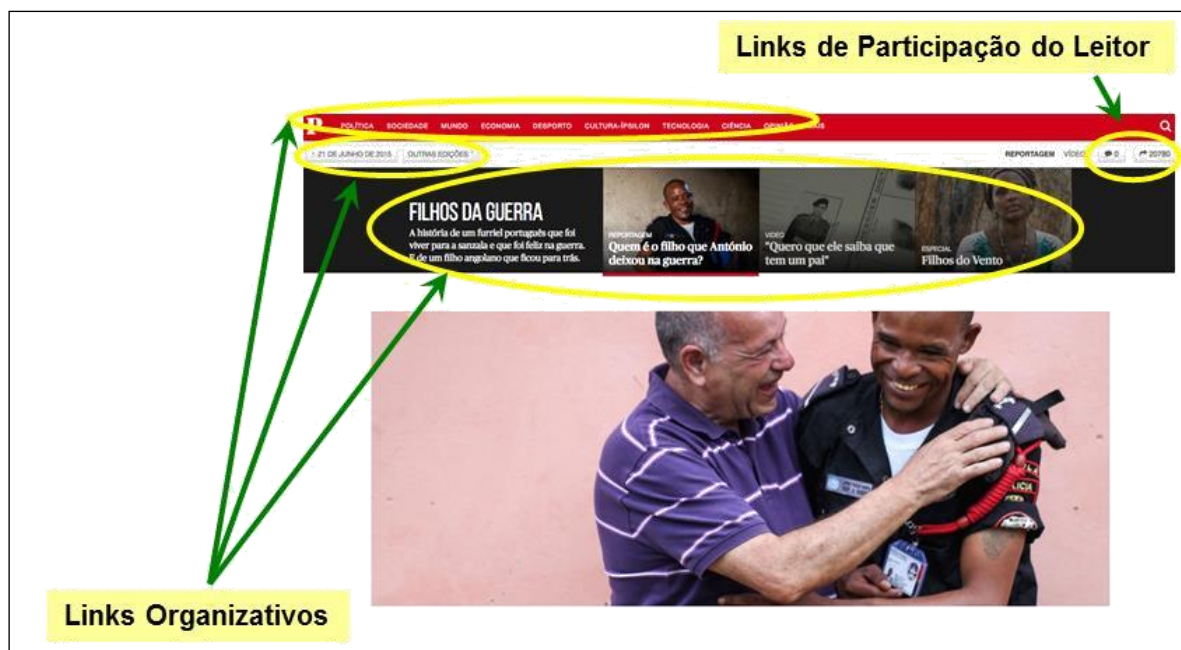 Links de Participação do Leitor
P POLÍTICA SOCIEDADE MUNDO ECONOMIA DESPORTO CULTURA-ÍPSILON TECNOLOGIA CIÊNCIA OPINIÃO
21 DE JUNHO DE 2015 OUTRAS EDIÇÕES REPORTAGEM VÍDEO 0 20780
FILHOS DA GUERRA
A história de um furriel português que foi
viver para a sanzala e que foi feliz na guerra.
E de um filho angolano que ficou para trás.
REPORTAGEM
Quem é o filho que António
deixou na guerra?
VÍDEO
"Quero que ele saiba que
tem um pai"
ESPECIAL
Filhos do Vento
Links Organizativos